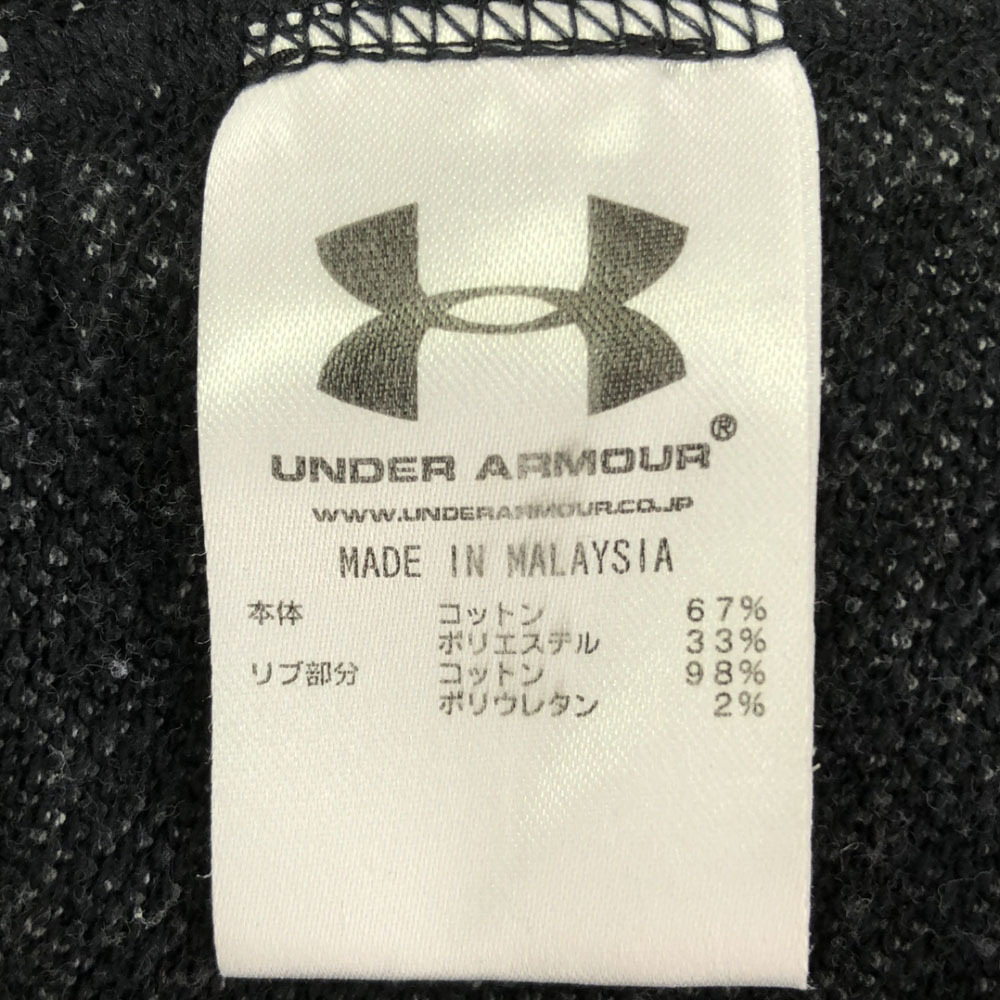 UNDER ARMOUR®
WWW.UNDERARMOUR.CO.JP
MADE IN MALAYSIA
本体 コットン 67%
ポリエステル 33%
リブ部分 コットン 98%
ポリウレタン 2%